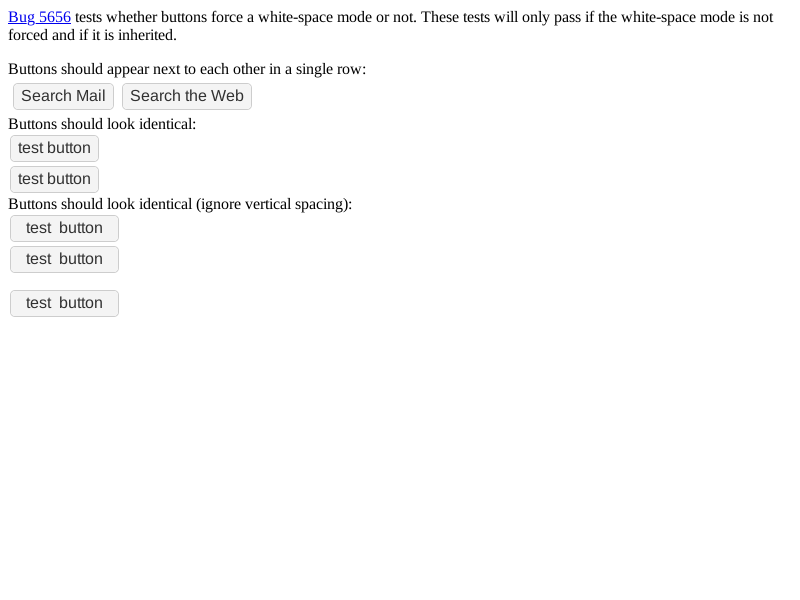 Bug 5656 tests whether buttons force a white-space mode or not. These tests will only pass if the white-space mode is not
forced and if it is inherited.
Buttons should appear next to each other in a single row:
Search Mail Search the Web
Buttons should look identical:
test button
test button
Buttons should look identical (ignore vertical spacing):
test  button
test  button
test  button